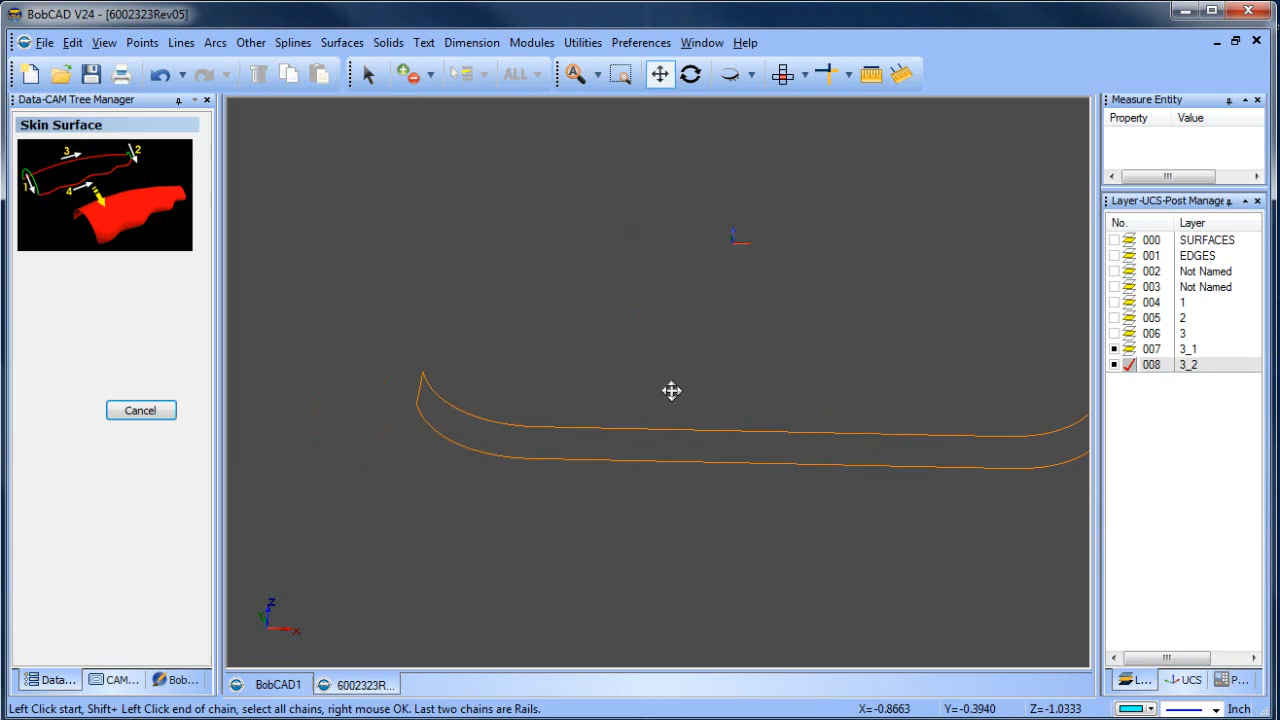 BobCAD V24 - [6002323Rev05]
File Edit View Points Lines Arcs Other Splines Surfaces Solids Text Dimension Modules Utilities Preferences Window Help
ALL
Data-CAM Tree Manager
Skin Surface
3
2
1
4
Cancel
Z
Y
X
Measure Entity
Property Value
Layer-UCS-Post Manage
No. Layer
000 SURFACES
001 EDGES
002 Not Named
003 Not Named
004 1
005 2
006 3
007 3_1
008 3_2
Data... CAM... Bob...
BobCAD1 6002323R...
L... UCS P...
Left Click start, Shift+ Left Click end of chain, select all chains, right mouse OK. Last two chains are Rails.
X=-0.8663 Y=-0.3940 Z=-1.0333 Inch